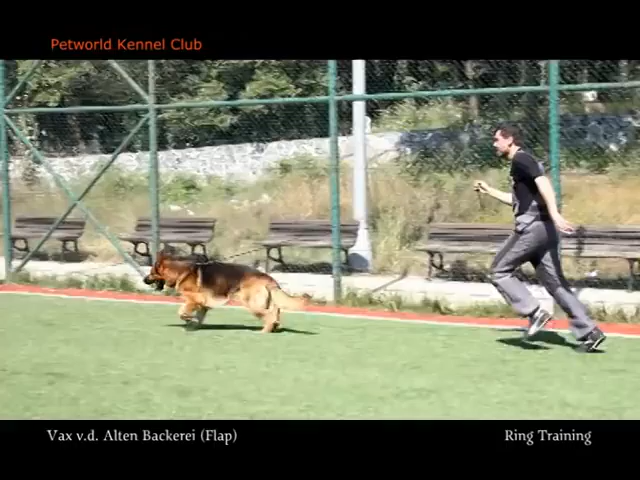 Petworld Kennel Club
Vax v.d. Alten Backerei (Flap)
Ring Training